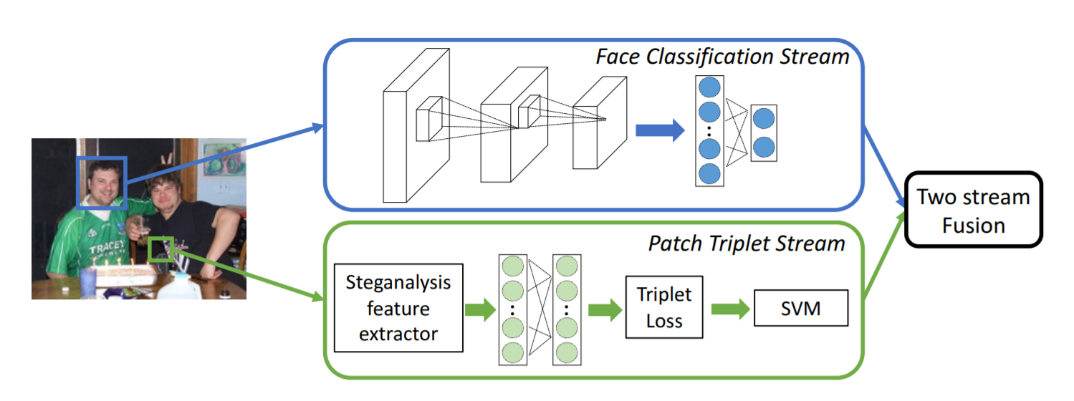 Face Classification Stream
TRACEY
Patch Triplet Stream
Steganalysis
feature
extractor
Triplet
Loss
SVM
Two stream
Fusion